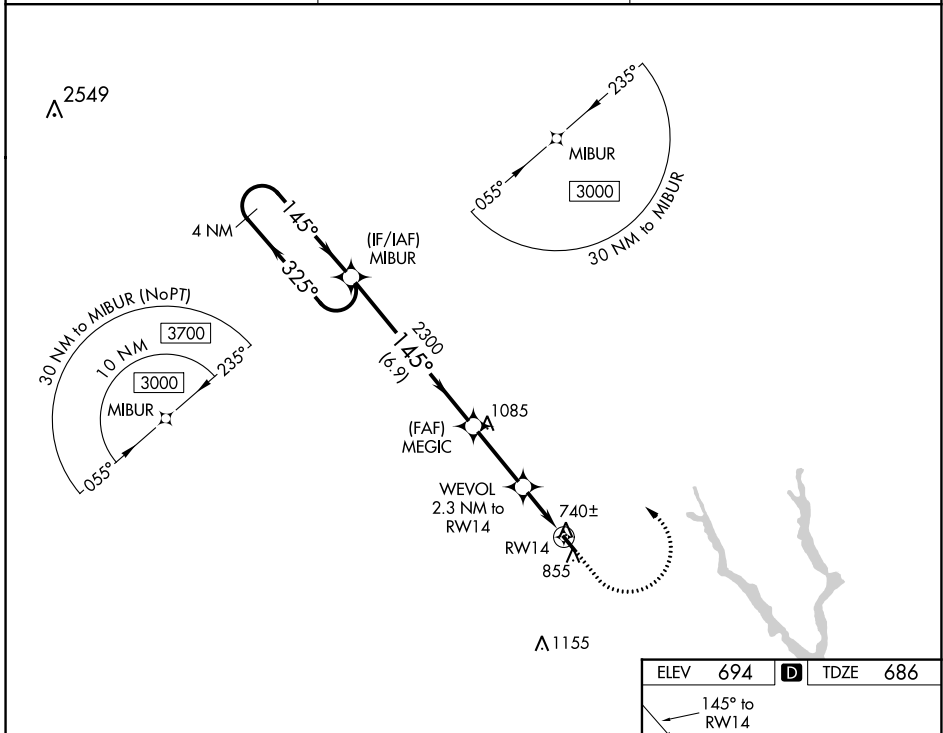 2549
235°
MIBUR
055°
3000
30 NM to MIBUR
4 NM
145°
325°
(IF/IAF)
MIBUR
30 NM to MIBUR (NoPT)
3700
10 NM
3000
235°
MIBUR
055°
2300
145°
(6.9)
1085
(FAF)
MEGIC
WEVOL
2.3 NM to
RW14
740±
RW14
855
1155
ELEV 694 D TDZE 686
145° to
RW14